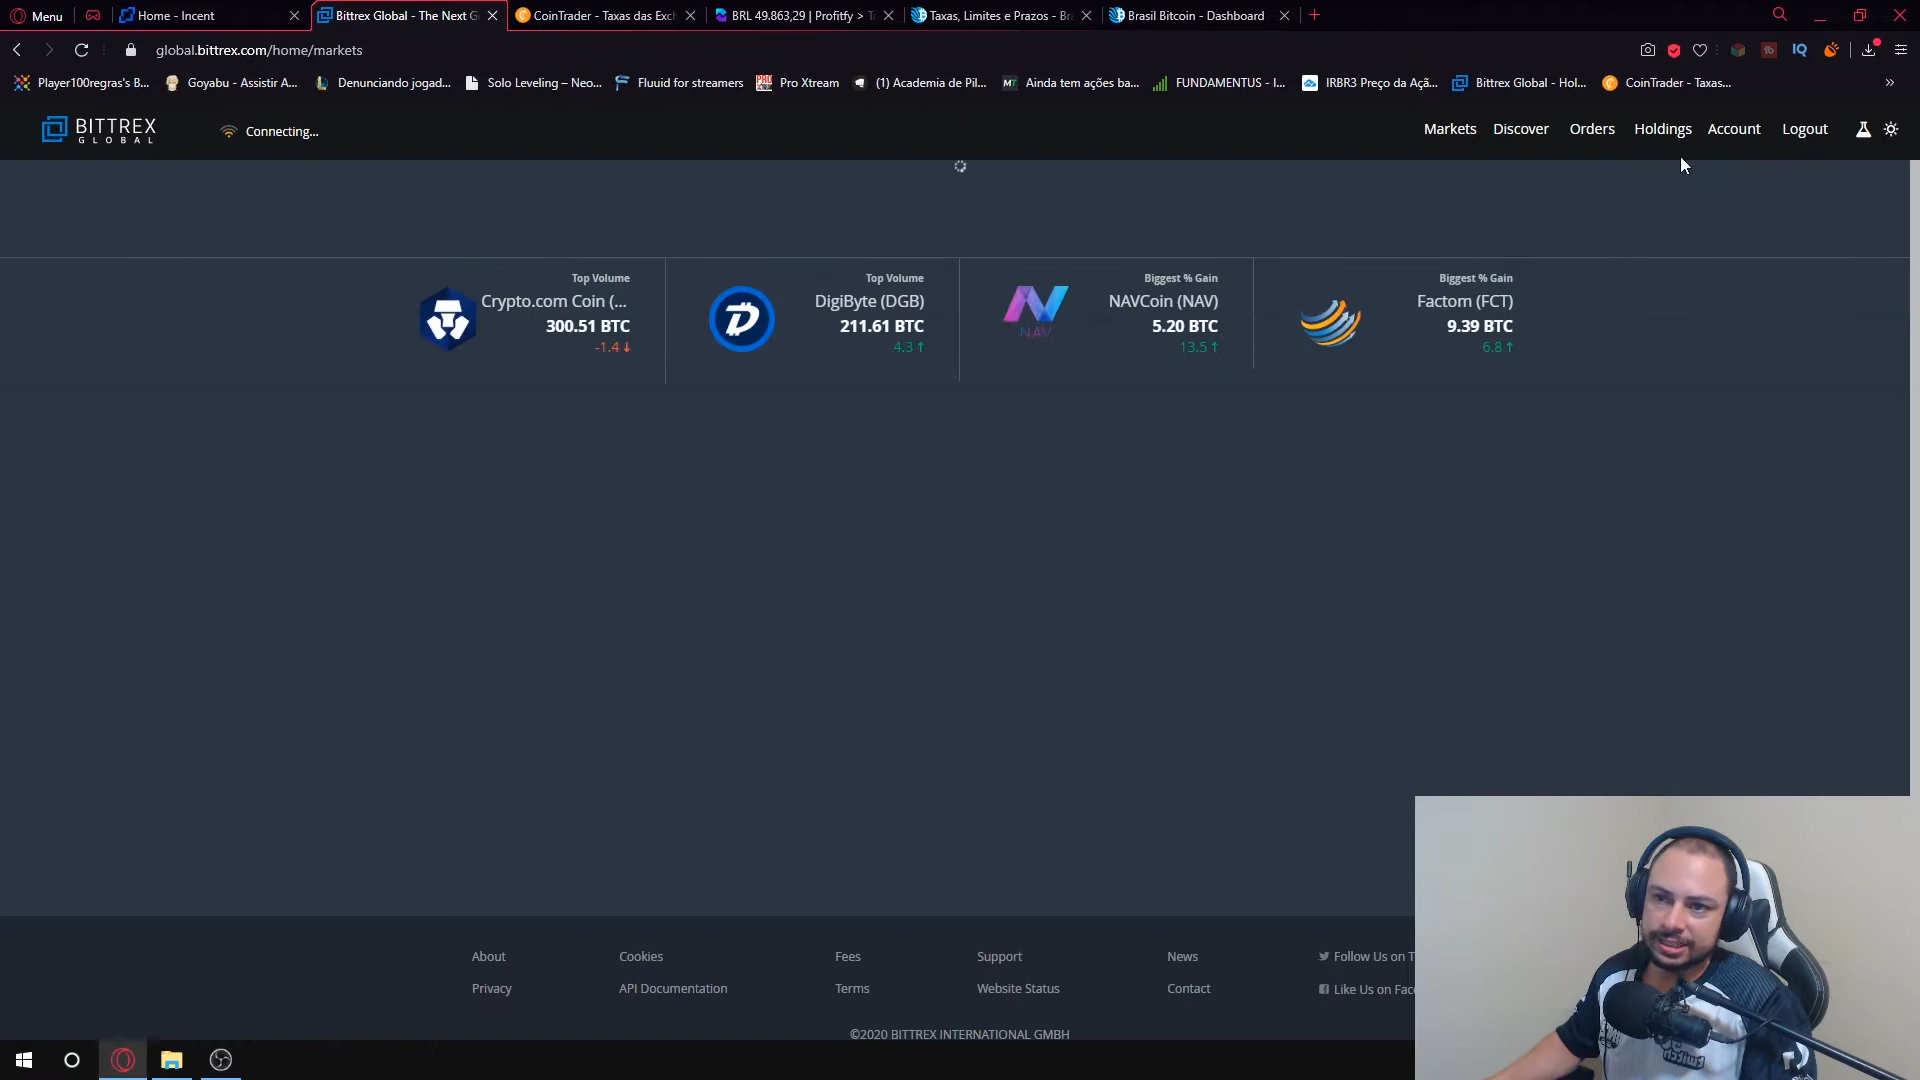 Menu
Home - Incent
Bittrex Global - The Next G
CoinTrader - Taxas das Exc
BRL 49.863,29 | Profitfy > T
Taxas, Limites e Prazos - Br
Brasil Bitcoin - Dashboard
global.bittrex.com/home/markets
IQ
Player100regras's B...
Goyabu - Assistir A...
Denunciando jogad...
Solo Leveling – Neo...
Fluuid for streamers
Pro Xtream
(1) Academia de Pil...
MT
Ainda tem ações ba...
FUNDAMENTUS - I...
IRBR3 Preço da Açã...
Bittrex Global - Hol...
CoinTrader - Taxas...
BITTREX
GLOBAL
Connecting...
Markets
Discover
Orders
Holdings
Account
Logout
Top Volume
Crypto.com Coin (...
300.51 BTC
-1.4 ↓
Top Volume
DigiByte (DGB)
211.61 BTC
4.3 ↑
NAV
Biggest % Gain
NAVCoin (NAV)
5.20 BTC
13.5 ↑
Biggest % Gain
Factom (FCT)
9.39 BTC
6.8 ↑
About
Cookies
Fees
Support
News
Follow Us on T
Privacy
API Documentation
Terms
Website Status
Contact
Like Us on Fac
©2020 BITTREX INTERNATIONAL GMBH